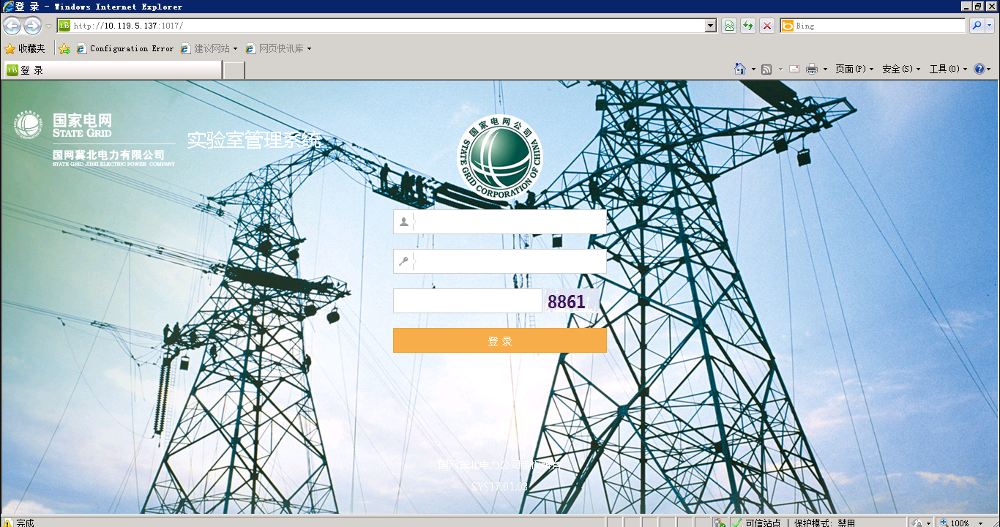 登 录 - Windows Internet Explorer
http://10.119.5.137:1017/
Bing
收藏夹
Configuration Error
建议网站
网页快讯库
登 录
页面(P)
安全(S)
工具(O)
国家电网
STATE GRID
国网冀北电力有限公司
STATE GRID JIBEI ELECTRIC POWER COMPANY
实验室管理系统
国家电网公司
STATE GRID CORPORATION OF CHINA
8861
登 录
国网冀北电力公司版权所有
SYS17.01.03
完成
可信站点 | 保护模式: 禁用
100%